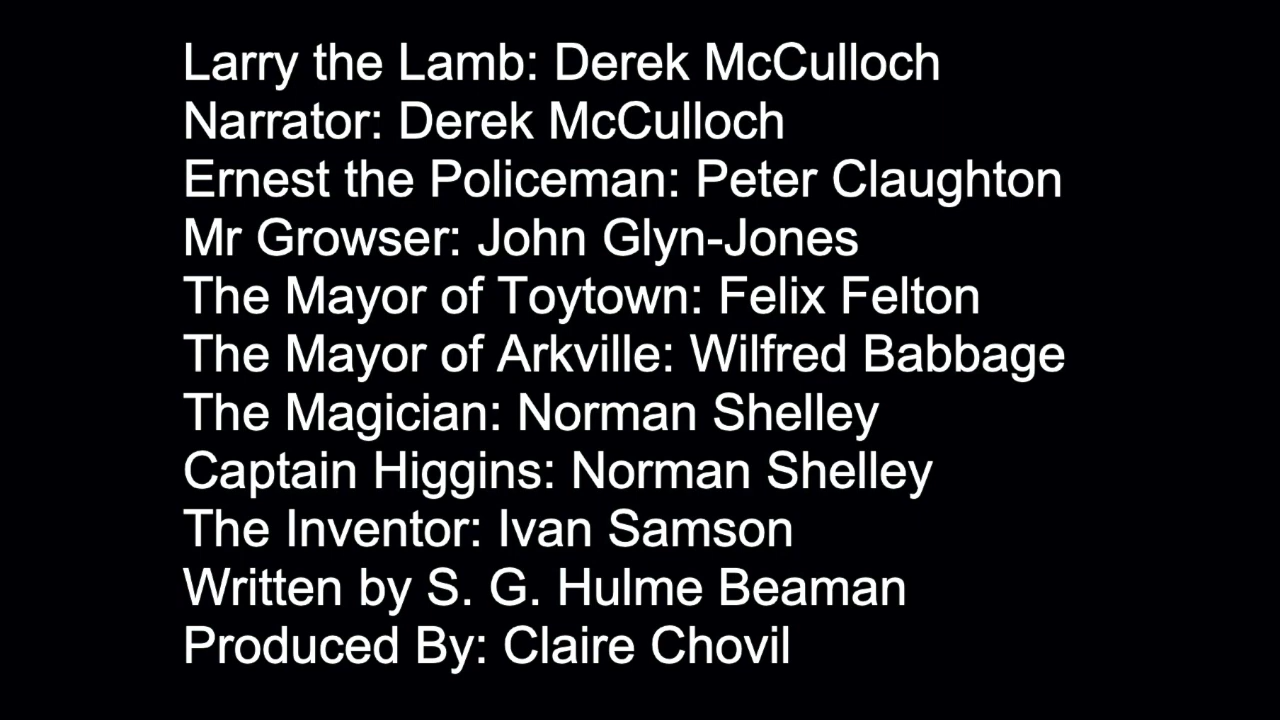 Larry the Lamb: Derek McCulloch
Narrator: Derek McCulloch
Ernest the Policeman: Peter Claughton
Mr Growser: John Glyn-Jones
The Mayor of Toytown: Felix Felton
The Mayor of Arkville: Wilfred Babbage
The Magician: Norman Shelley
Captain Higgins: Norman Shelley
The Inventor: Ivan Samson
Written by S. G. Hulme Beaman
Produced By: Claire Chovil